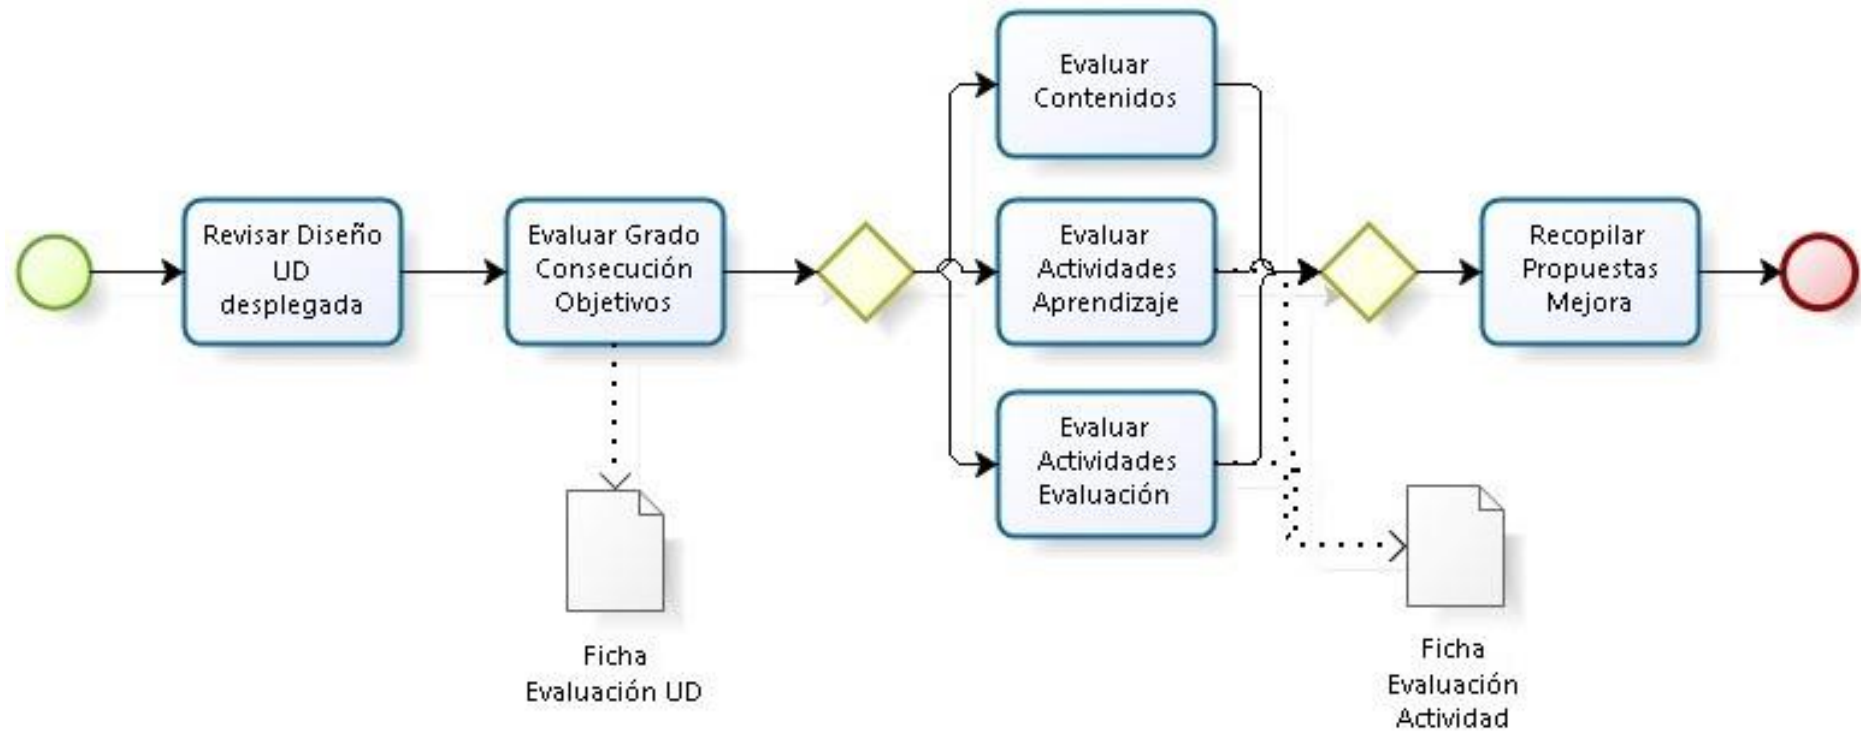 Revisar Diseño
UD
desplegada
Evaluar Grado
Consecución
Objetivos
Evaluar
Contenidos
Evaluar
Actividades
Aprendizaje
Evaluar
Actividades
Evaluación
Recopilar
Propuestas
Mejora
Ficha
Evaluación UD
Ficha
Evaluación
Actividad